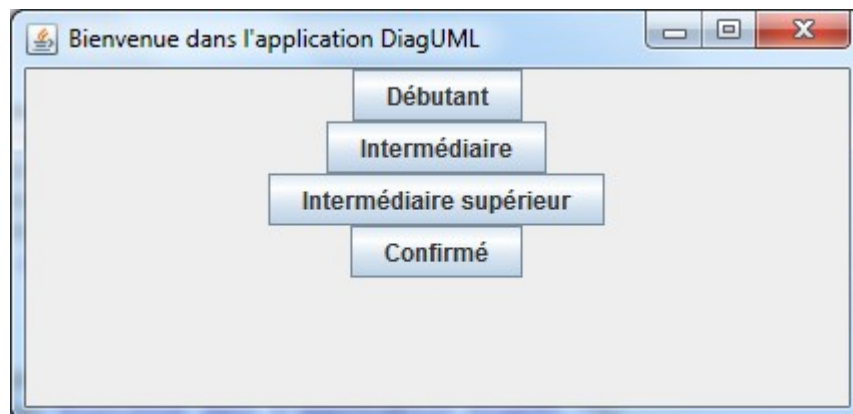 Bienvenue dans l'application DiagUML
Débutant
Intermédiaire
Intermédiaire supérieur
Confirmé